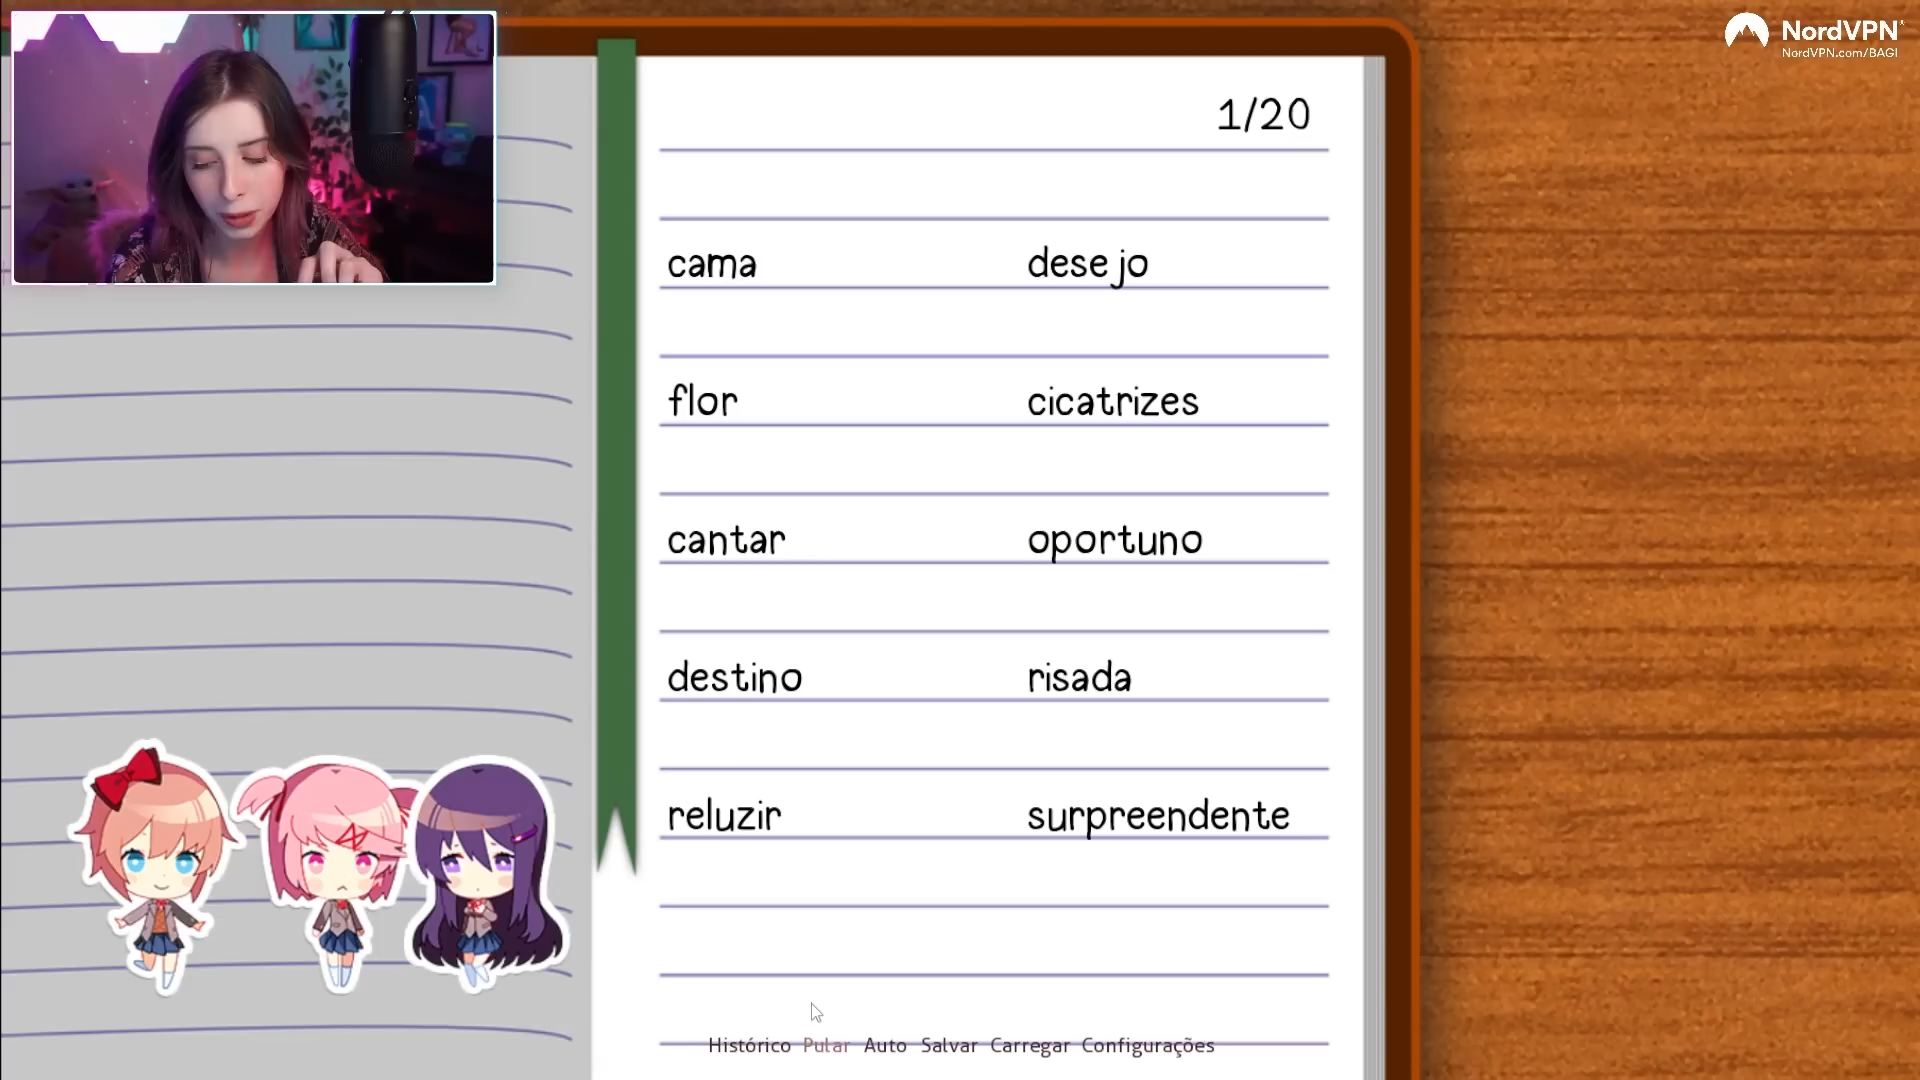 NordVPN
NordVPN.com/BAGI
1/20
cama desejo
flor cicatrizes
cantar oportuno
destino risada
reluzir surpreendente
Histórico Pular Auto Salvar Carregar Configurações